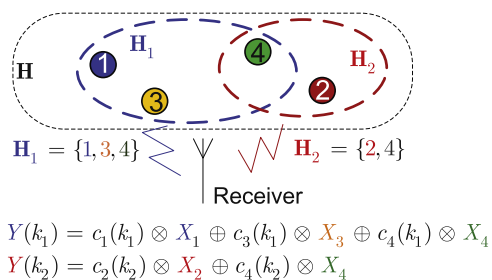 H
H₁
H₂
1
3
4
2
H₁ = {1,3,4}
H₂ = {2,4}
Receiver
Y(k₁) = c₁(k₁) ⊗ X₁ ⊕ c₃(k₁) ⊗ X₃ ⊕ c₄(k₁) ⊗ X₄
Y(k₂) = c₂(k₂) ⊗ X₂ ⊕ c₄(k₂) ⊗ X₄